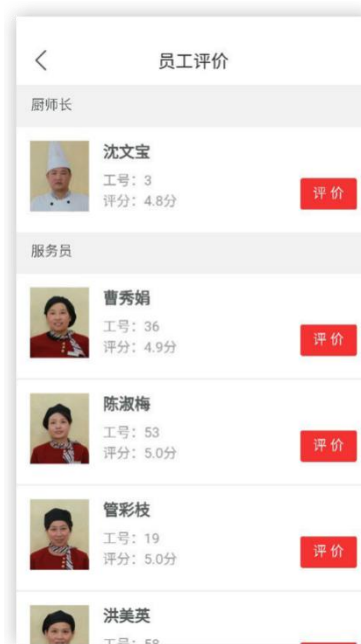 员工评价
厨师长
沈文宝
工号：3
评分：4.8分
评价
服务员
曹秀娟
工号：36
评分：4.9分
评价
陈淑梅
工号：53
评分：5.0分
评价
管彩枝
工号：19
评分：5.0分
评价
洪美英
工号：58